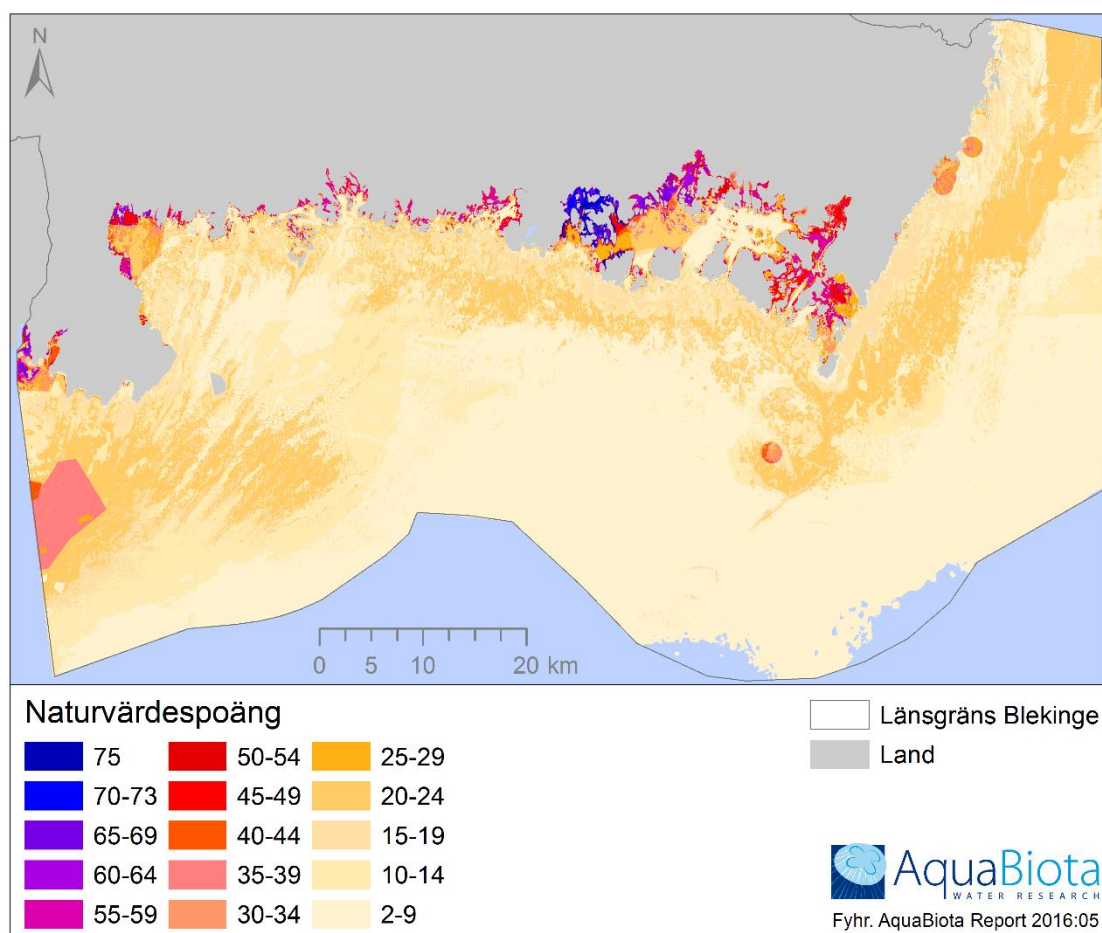 N
0 5 10 20 km
Naturvärdespoäng
75
70-73
65-69
60-64
55-59
50-54
45-49
40-44
35-39
30-34
25-29
20-24
15-19
10-14
2-9
Länsgräns Blekinge
Land
AquaBiota
WATER RESEARCH
Fyhr. AquaBiota Report 2016:05